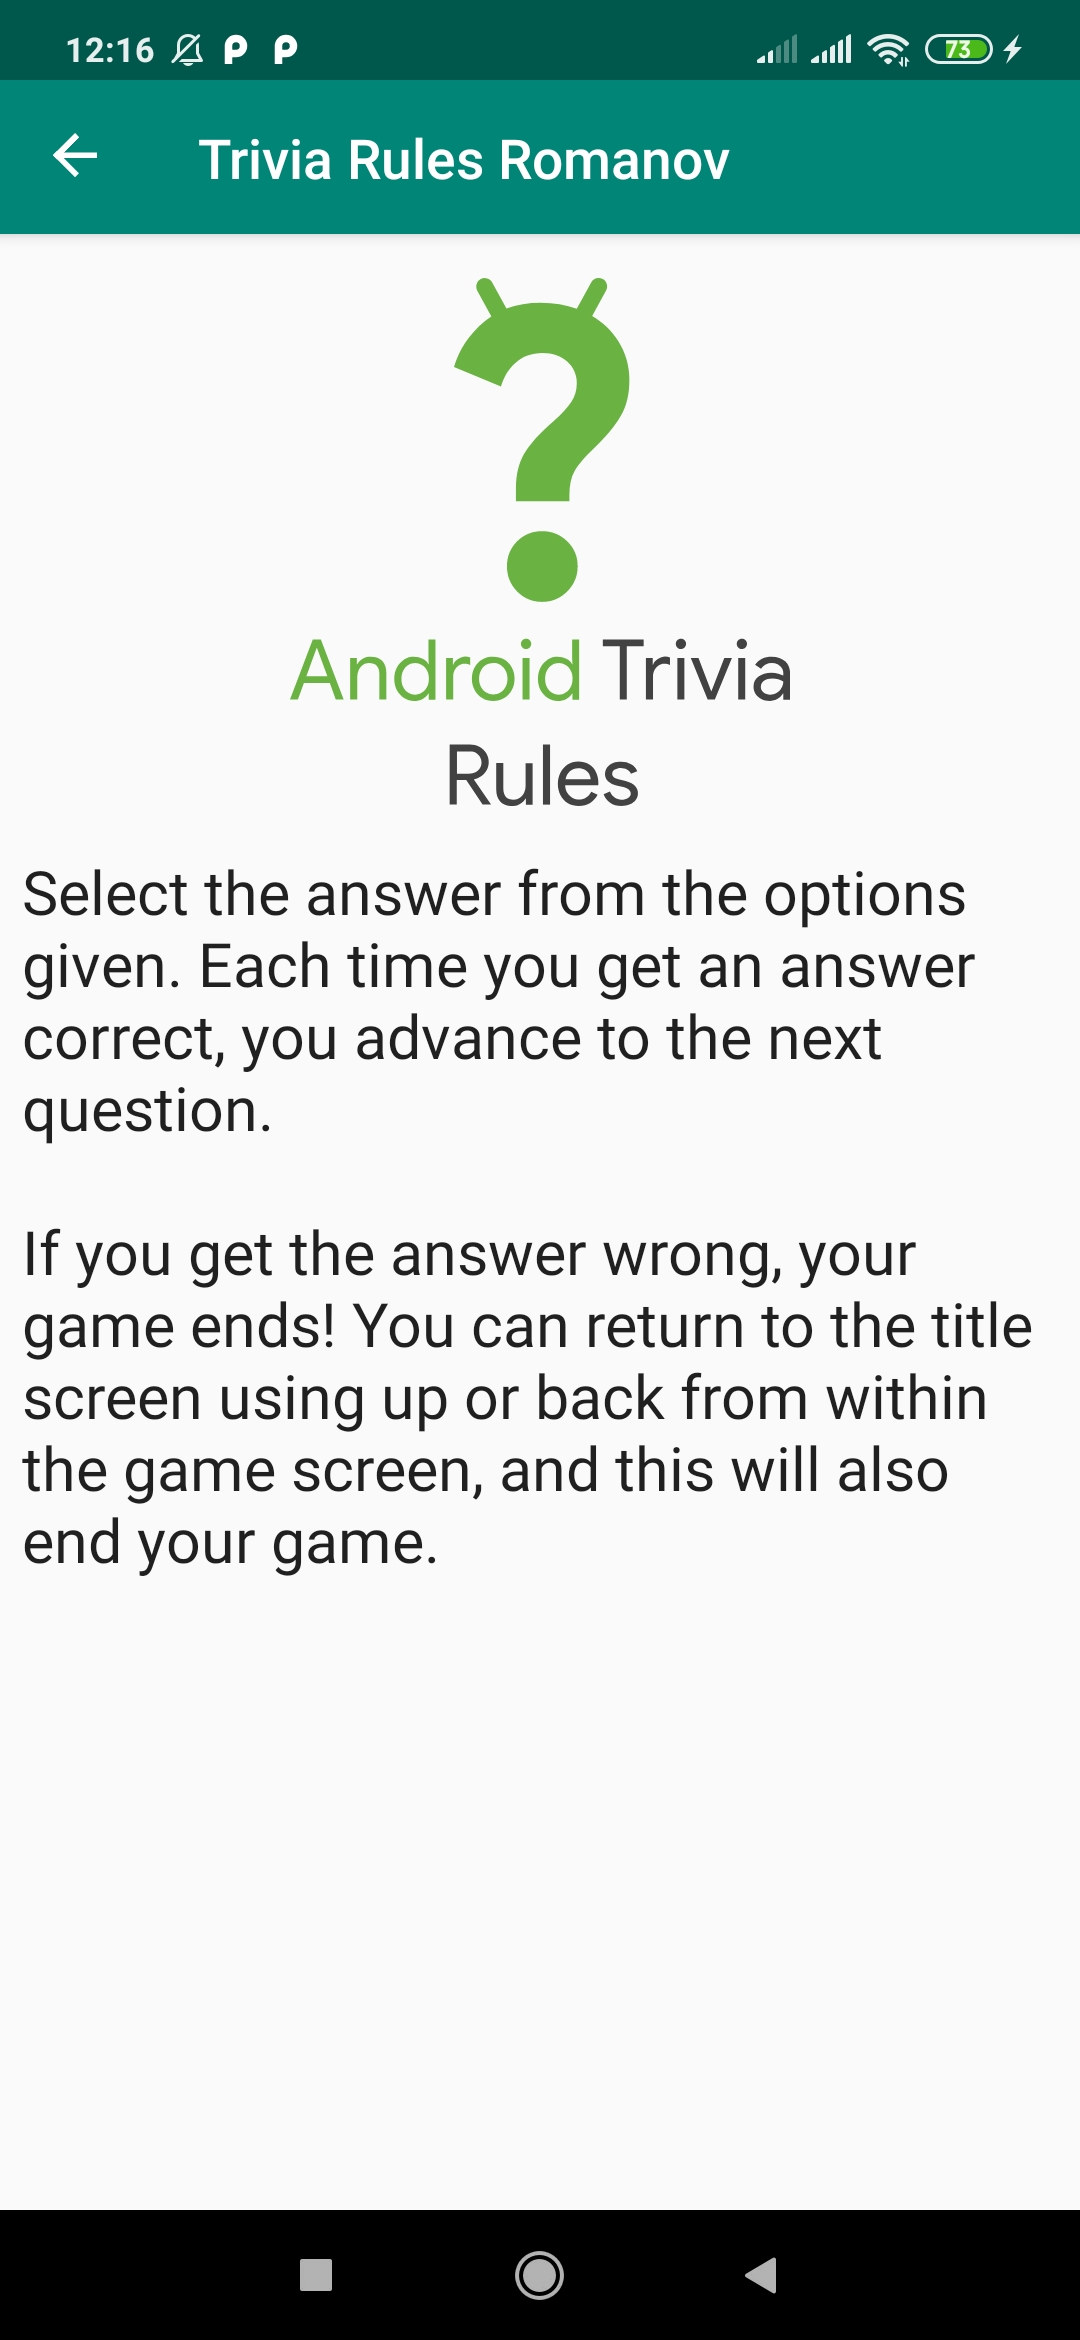 12:16
73
Trivia Rules Romanov
Android Trivia
Rules
Select the answer from the options
given. Each time you get an answer
correct, you advance to the next
question.
If you get the answer wrong, your
game ends! You can return to the title
screen using up or back from within
the game screen, and this will also
end your game.